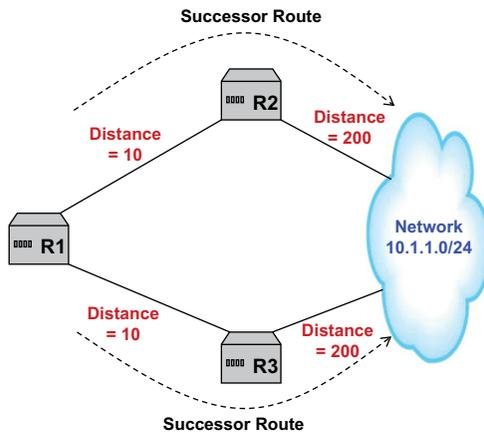 Successor Route
R2
Distance
= 10
Distance
= 200
Network
10.1.1.0/24
R1
Distance
= 10
Distance
= 200
R3
Successor Route